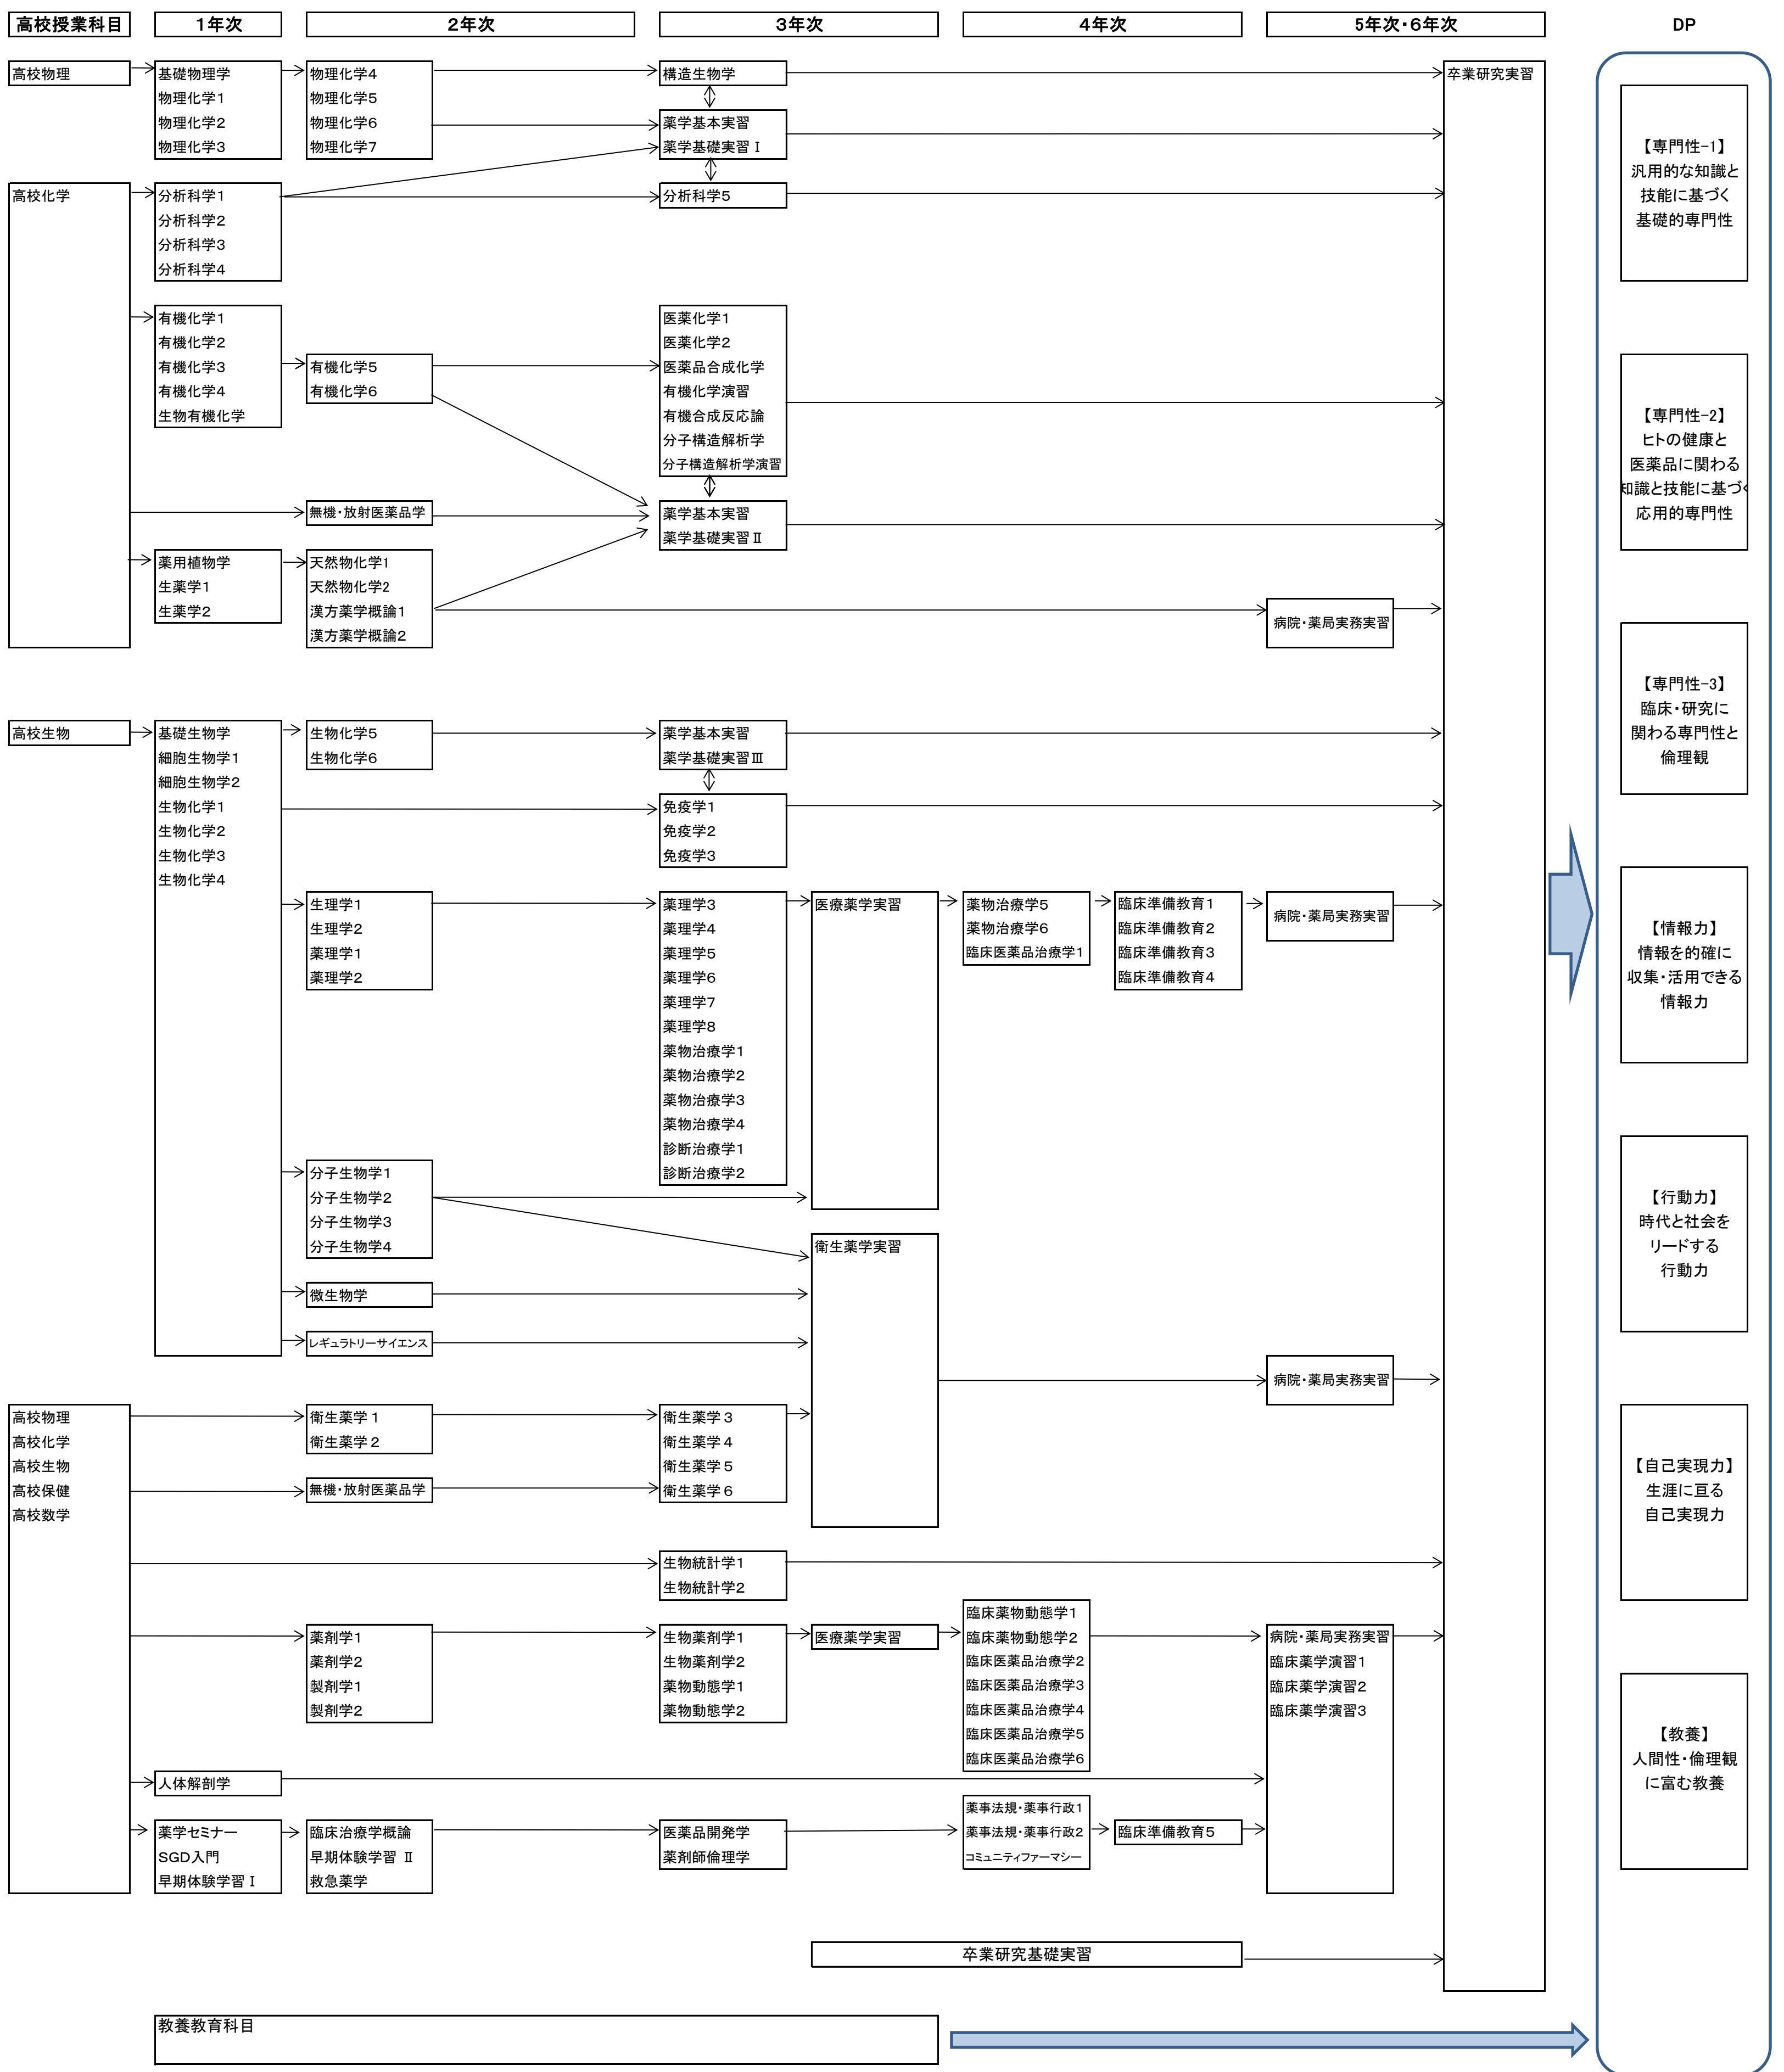 高校授業科目
1年次
2年次
3年次
4年次
5年次・6年次
DP
高校物理
基礎物理学
物理化学1
物理化学2
物理化学3
物理化学4
物理化学5
物理化学6
物理化学7
構造生物学
薬学基本実習
薬学基礎実習Ⅰ
卒業研究実習
高校化学
分析科学1
分析科学2
分析科学3
分析科学4
分析科学5
有機化学1
有機化学2
有機化学3
有機化学4
生物有機化学
有機化学5
有機化学6
医薬化学1
医薬化学2
医薬品合成化学
有機化学演習
有機合成反応論
分子構造解析学
分子構造解析学演習
無機・放射医薬品学
薬学基本実習
薬学基礎実習Ⅱ
薬用植物学
生薬学1
生薬学2
天然物化学1
天然物化学2
漢方薬学概論1
漢方薬学概論2
病院・薬局実務実習
高校生物
基礎生物学
細胞生物学1
細胞生物学2
生物化学1
生物化学2
生物化学3
生物化学4
生物化学5
生物化学6
薬学基本実習
薬学基礎実習Ⅲ
免疫学1
免疫学2
免疫学3
生理学1
生理学2
薬理学1
薬理学2
薬理学3
薬理学4
薬理学5
薬理学6
薬理学7
薬理学8
薬物治療学1
薬物治療学2
薬物治療学3
薬物治療学4
診断治療学1
診断治療学2
医療薬学実習
薬物治療学5
薬物治療学6
臨床医薬品治療学1
臨床準備教育1
臨床準備教育2
臨床準備教育3
臨床準備教育4
病院・薬局実務実習
分子生物学1
分子生物学2
分子生物学3
分子生物学4
衛生薬学実習
微生物学
レギュラトリーサイエンス
病院・薬局実務実習
高校物理
高校化学
高校生物
高校保健
高校数学
衛生薬学1
衛生薬学2
衛生薬学3
衛生薬学4
衛生薬学5
衛生薬学6
無機・放射医薬品学
生物統計学1
生物統計学2
薬剤学1
薬剤学2
製剤学1
製剤学2
生物薬剤学1
生物薬剤学2
薬物動態学1
薬物動態学2
医療薬学実習
臨床薬物動態学1
臨床薬物動態学2
臨床医薬品治療学2
臨床医薬品治療学3
臨床医薬品治療学4
臨床医薬品治療学5
臨床医薬品治療学6
病院・薬局実務実習
臨床薬学演習1
臨床薬学演習2
臨床薬学演習3
人体解剖学
薬学セミナー
SGD入門
早期体験学習Ⅰ
臨床治療学概論
早期体験学習 Ⅱ
救急薬学
医薬品開発学
薬剤師倫理学
薬事法規・薬事行政1
薬事法規・薬事行政2
コミュニティファーマシー
臨床準備教育5
卒業研究基礎実習
教養教育科目
【専門性-1】
汎用的な知識と
技能に基づく
基礎的専門性
【専門性-2】
ヒトの健康と
医薬品に関わる
知識と技能に基づく
応用的専門性
【専門性-3】
臨床・研究に
関わる専門性と
倫理観
【情報力】
情報を的確に
収集・活用できる
情報力
【行動力】
時代と社会を
リードする
行動力
【自己実現力】
生涯に亘る
自己実現力
【教養】
人間性・倫理観
に富む教養